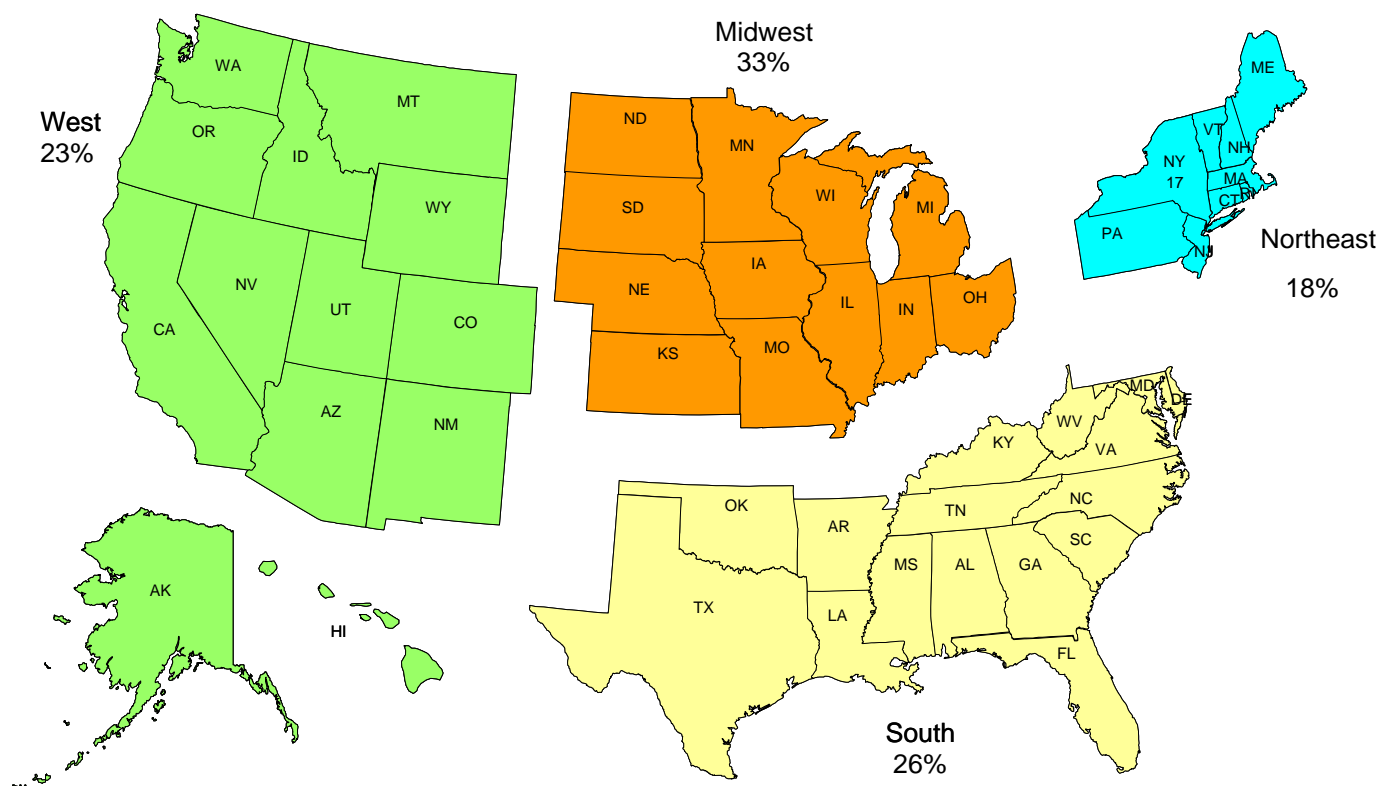 Midwest
33%
West
23%
Northeast
18%
South
26%
WA
MT
OR
ID
WY
NV
UT
CO
CA
AZ
NM
AK
HI
ND
MN
SD
WI
MI
IA
NE
IL
IN
OH
KS
MO
ME
VT
NH
NY
17
MA
CT
RI
PA
NJ
MD
DE
WV
KY
VA
OK
TN
NC
AR
SC
MS
AL
GA
TX
LA
FL